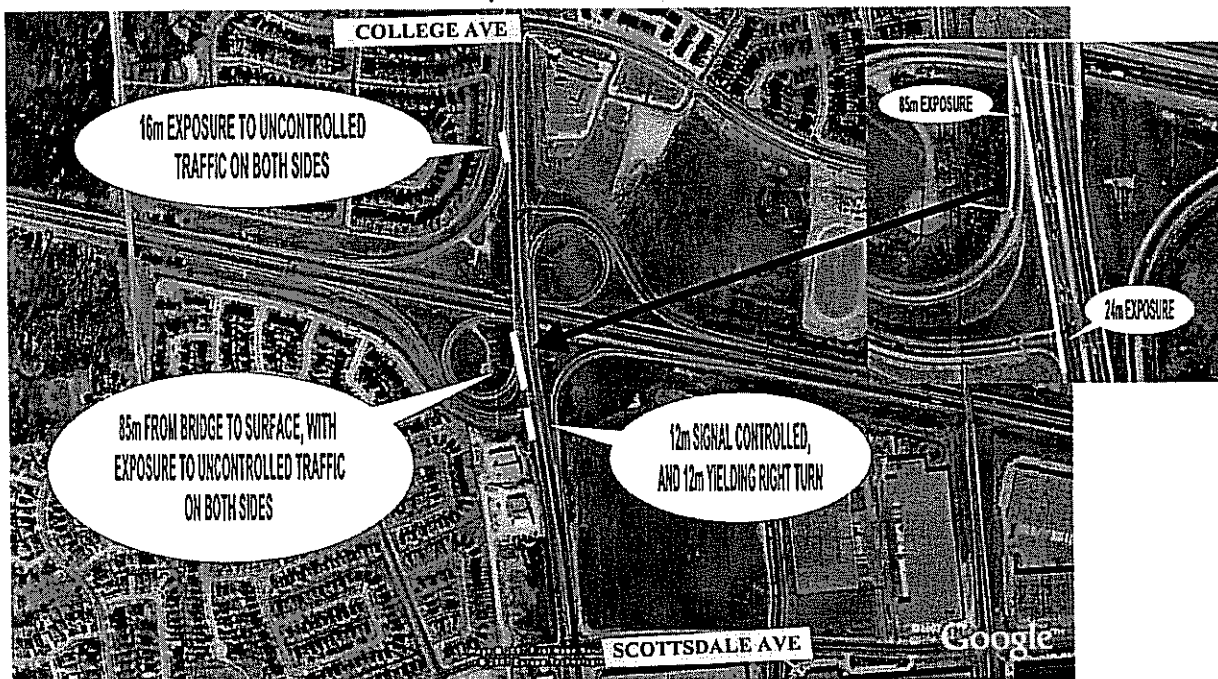 COLLEGE AVE
16m EXPOSURE TO UNCONTROLLED
TRAFFIC ON BOTH SIDES
85m EXPOSURE
24m EXPOSURE
85m FROM BRIDGE TO SURFACE, WITH
EXPOSURE TO UNCONTROLLED TRAFFIC
ON BOTH SIDES
12m SIGNAL CONTROLLED,
AND 12m YIELDING RIGHT TURN
SCOTTSDALE AVE
Google